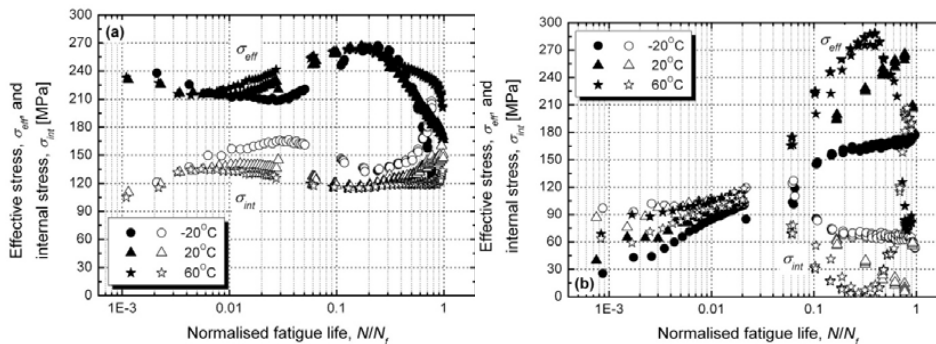 (a)
σeff
σint
-20°C
20°C
60°C
300
270
240
210
180
150
120
90
60
30
0
1E-3 0.01 0.1 1
Normalised fatigue life, N/Nf
Effective stress, σeff, and
internal stress, σint [MPa]
-20°C
20°C
60°C
σeff
σint
(b)
300
270
240
210
180
150
120
90
60
30
0
1E-3 0.01 0.1 1
Normalised fatigue life, N/Nf
Effective stress, σeff, and
internal stress, σint [MPa]